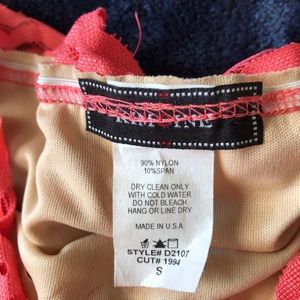 90% NYLON
10%SPAN
DRY CLEAN ONLY
WITH COLD WATER
DO NOT BLEACH
HANG OR LINE DRY
MADE IN U.S.A
STYLE# D2107
CUT# 1994
S